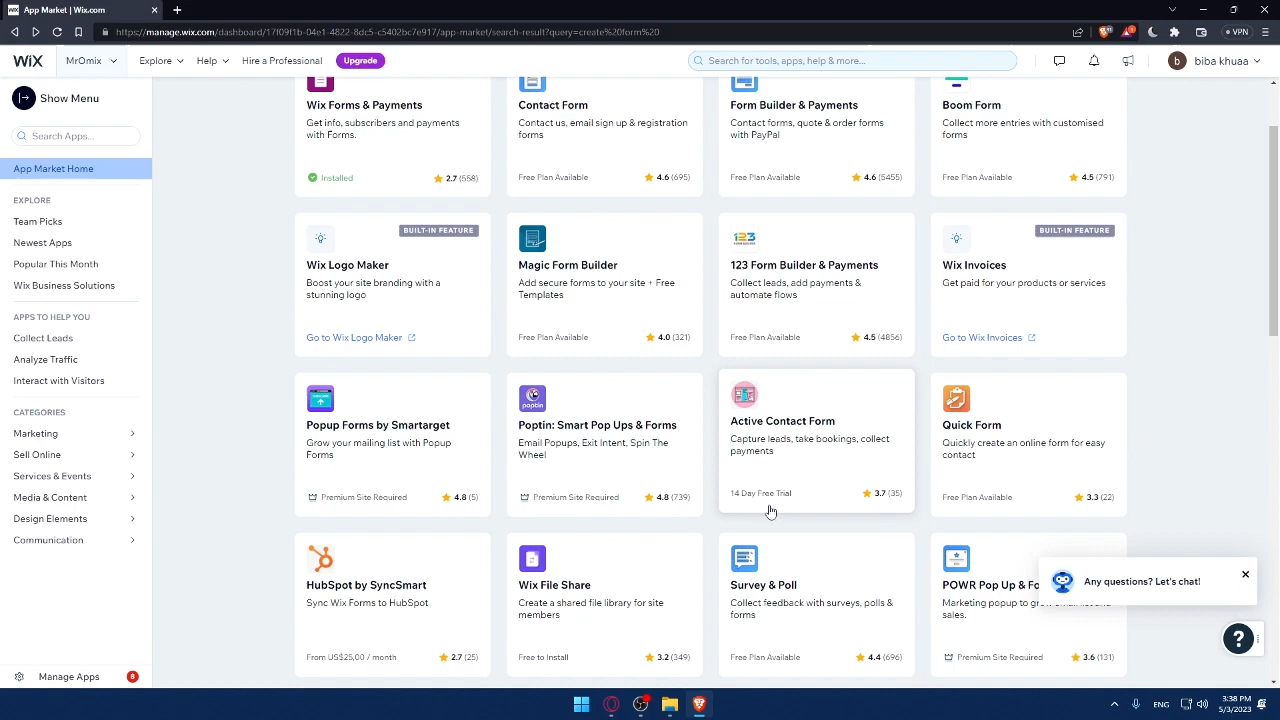 App Market | Wix.com
https://manage.wix.com/dashboard/17f09f1b-04e1-4822-8dc5-c5402bc7e917/app-market/search-result?query=create%20form%20
VPN
WiX
MrOmix
Explore
Help
Hire a Professional
Upgrade
Search for tools, apps, help & more...
biba khuaa
Show Menu
Search Apps...
App Market Home
EXPLORE
Team Picks
Newest Apps
Popular This Month
Wix Business Solutions
APPS TO HELP YOU
Collect Leads
Analyze Traffic
Interact with Visitors
CATEGORIES
Marketing
Sell Online
Services & Events
Media & Content
Design Elements
Communication
Manage Apps
8
Wix Forms & Payments
Get info, subscribers and payments
with Forms.
Installed
2.7 (558)
Contact Form
Contact us, email sign up & registration
forms
Free Plan Available
4.6 (695)
Form Builder & Payments
Contact forms, quote & order forms
with PayPal
Free Plan Available
4.6 (5455)
Boom Form
Collect more entries with customised
forms
Free Plan Available
4.5 (791)
BUILT-IN FEATURE
Wix Logo Maker
Boost your site branding with a
stunning logo
Go to Wix Logo Maker
Magic Form Builder
Add secure forms to your site + Free
Templates
Free Plan Available
4.0 (321)
123
123 Form Builder & Payments
Collect leads, add payments &
automate flows
Free Plan Available
4.5 (4856)
BUILT-IN FEATURE
Wix Invoices
Get paid for your products or services
Go to Wix Invoices
Popup Forms by Smartarget
Grow your mailing list with Popup
Forms
Premium Site Required
4.8 (5)
poptin
Poptin: Smart Pop Ups & Forms
Email Popups, Exit Intent, Spin The
Wheel
Premium Site Required
4.8 (739)
Active Contact Form
Capture leads, take bookings, collect
payments
14 Day Free Trial
3.7 (35)
Quick Form
Quickly create an online form for easy
contact
Free Plan Available
3.3 (22)
HubSpot by SyncSmart
Sync Wix Forms to HubSpot
From US$25,00 / month
2.7 (25)
Wix File Share
Create a shared file library for site
members
Free to Install
3.2 (349)
Survey & Poll
Collect feedback with surveys, polls &
forms
Free Plan Available
4.4 (696)
POWR Pop Up & Fo
Marketing popup to
sales.
Premium Site Required
3.6 (131)
Any questions? Let's chat!
?
ENG
3:38 PM
5/3/2023